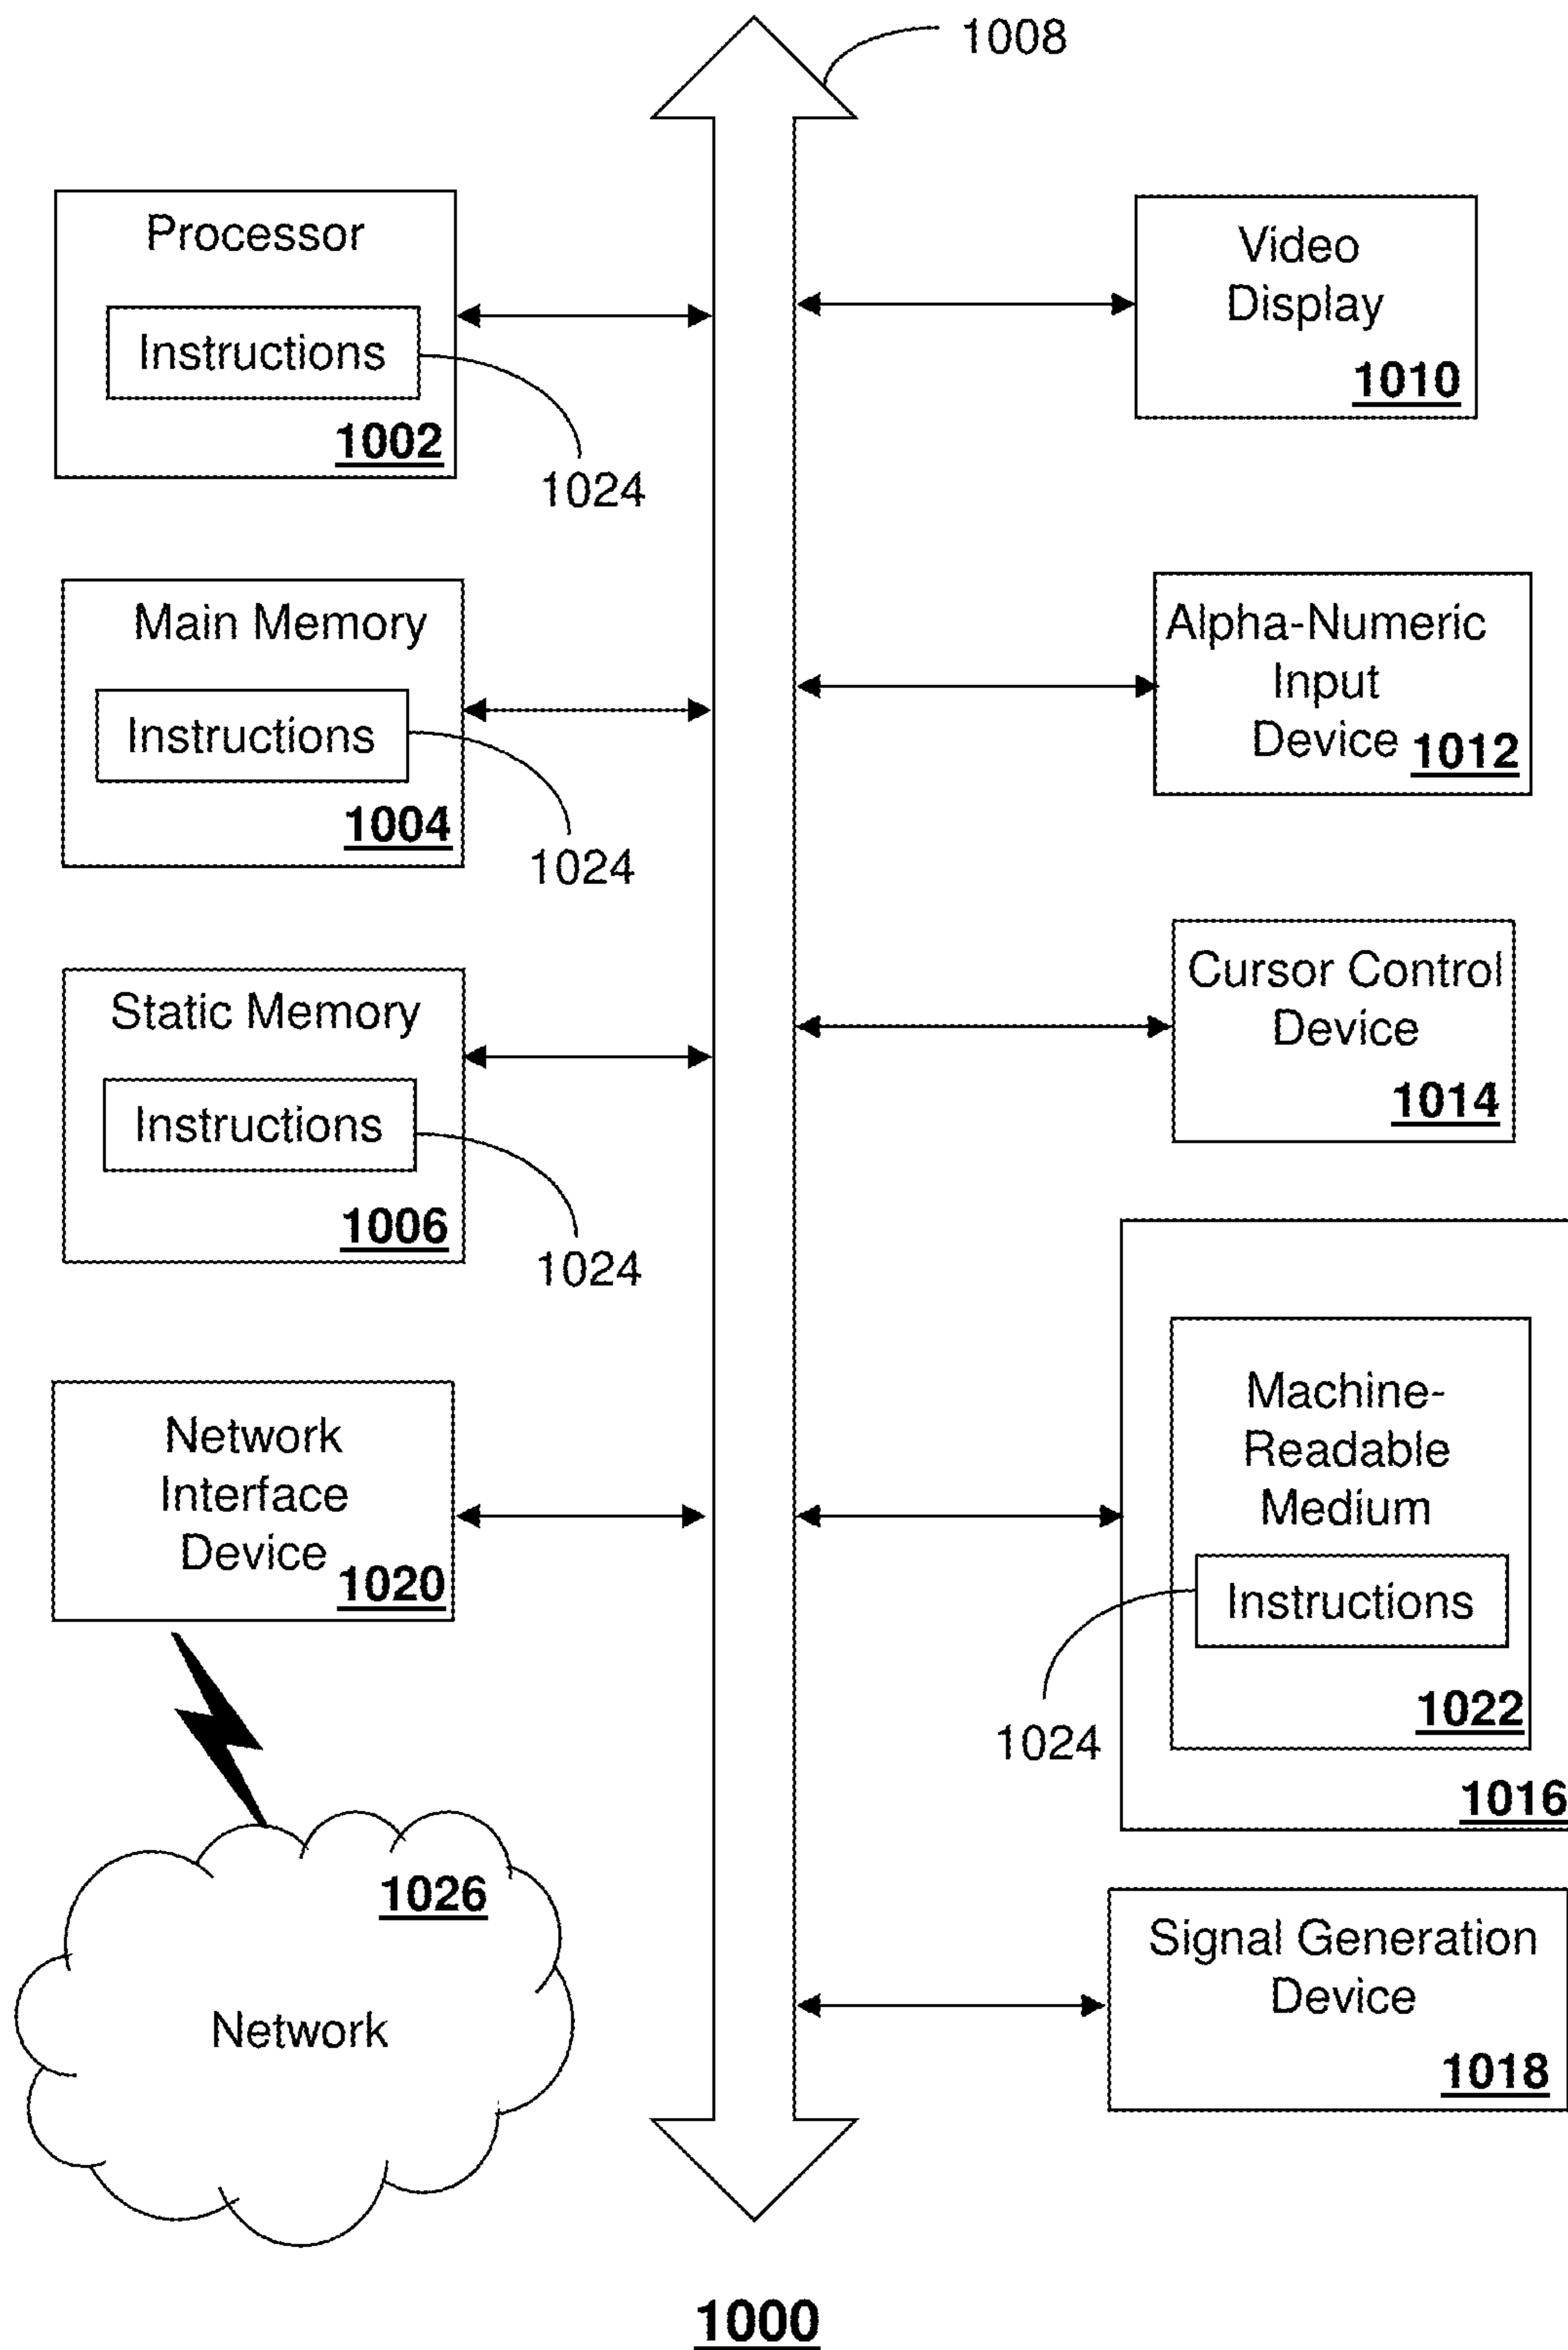 1008
Processor
Instructions
1002
1024
Main Memory
Instructions
1004
1024
Static Memory
Instructions
1006
1024
Network
Interface
Device
1020
1026
Network
Video
Display
1010
Alpha-Numeric
Input
Device 1012
Cursor Control
Device
1014
Machine-
Readable
Medium
Instructions
1022
1024
1016
Signal Generation
Device
1018
1000